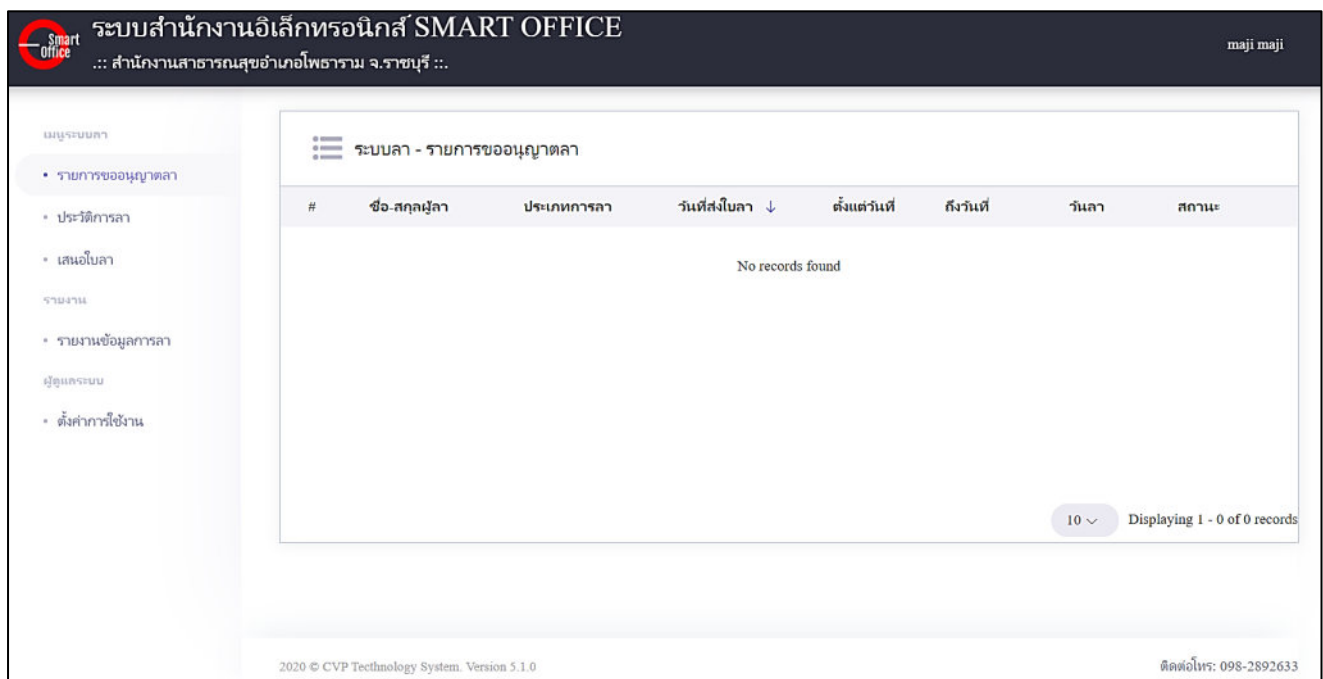 Smart
Office
ระบบสำนักงานอิเล็กทรอนิกส์ SMART OFFICE
.:: สำนักงานสาธารณสุขอำเภอโพธาราม จ.ราชบุรี ::.
maji maji
เมนูระบบลา
• รายการขออนุญาตลา
• ประวัติการลา
• เสนอใบลา
รายงาน
• รายงานข้อมูลการลา
ผู้ดูแลระบบ
• ตั้งค่าการใช้งาน
ระบบลา - รายการขออนุญาตลา
# ชื่อ-สกุลผู้ลา ประเภทการลา วันที่ส่งใบลา ↓ ตั้งแต่วันที่ ถึงวันที่ วันลา สถานะ
No records found
10 Displaying 1 - 0 of 0 records
2020 © CVP Tecthnology System. Version 5.1.0
ติดต่อโทร: 098-2892633